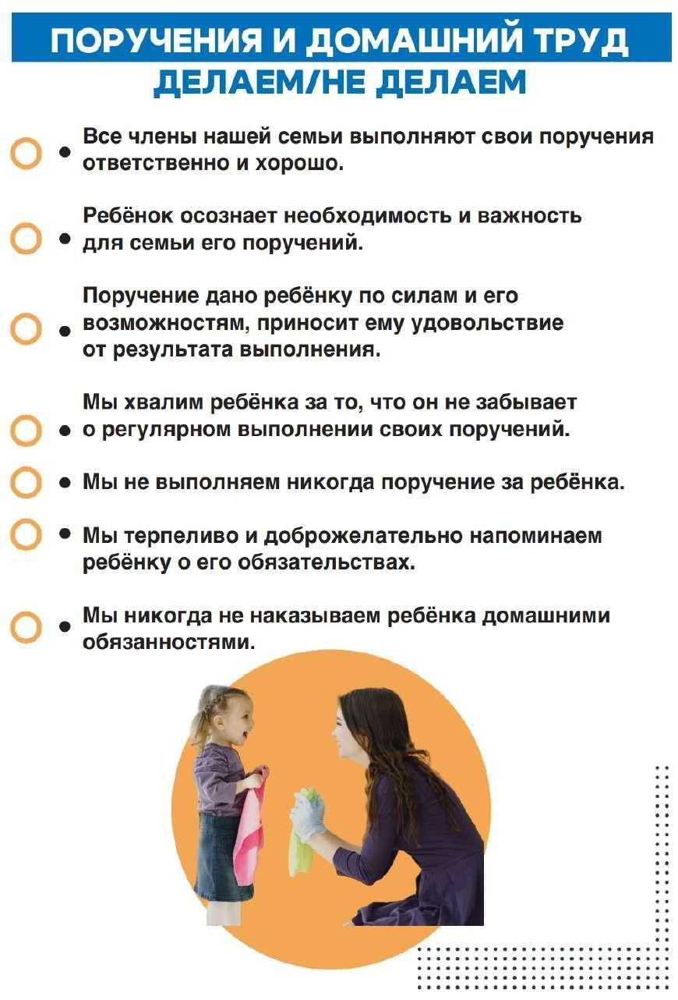 ПОРУЧЕНИЯ И ДОМАШНИЙ ТРУД
ДЕЛАЕМ/НЕ ДЕЛАЕМ
• Все члены нашей семьи выполняют свои поручения
ответственно и хорошо.
Ребёнок осознает необходимость и важность
• для семьи его поручений.
Поручение дано ребёнку по силам и его
• возможностям, приносит ему удовольствие
от результата выполнения.
Мы хвалим ребёнка за то, что он не забывает
• о регулярном выполнении своих поручений.
• Мы не выполняем никогда поручение за ребёнка.
• Мы терпеливо и доброжелательно напоминаем
ребёнку о его обязательствах.
• Мы никогда не наказываем ребёнка домашними
обязанностями.